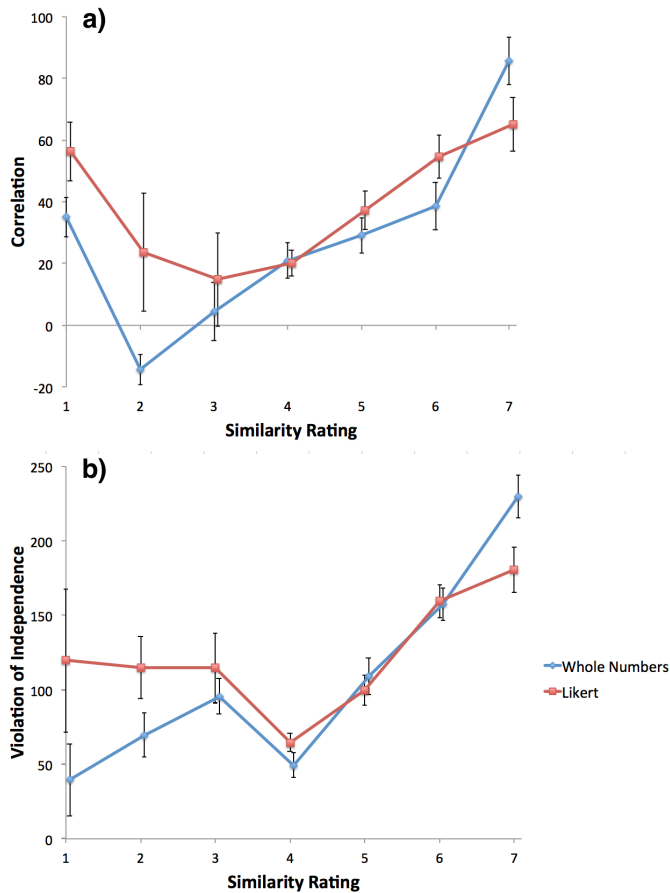 a)
100
80
60
40
20
0
-20
Correlation
1 2 3 4 5 6 7
Similarity Rating
b)
250
200
150
100
50
0
Violation of Independence
1 2 3 4 5 6 7
Similarity Rating
Whole Numbers
Likert